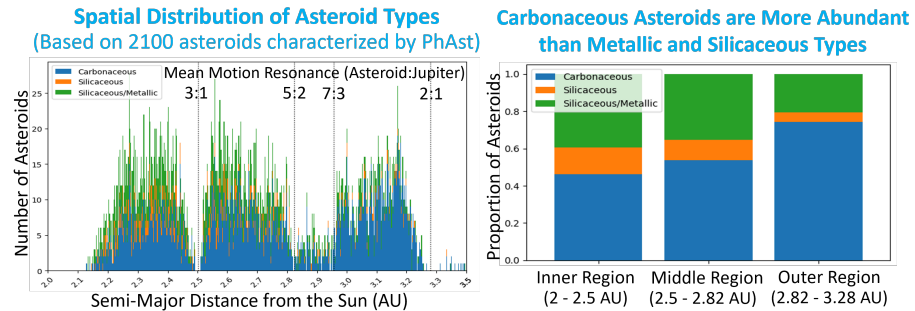 Spatial Distribution of Asteroid Types
(Based on 2100 asteroids characterized by PhAst)
Number of Asteroids
25
20
15
10
5
0
Carbonaceous
Silicaceous
Silicaceous/Metallic
Mean Motion Resonance (Asteroid:Jupiter)
3:1 5:2 7:3 2:1
2.0 2.1 2.2 2.3 2.4 2.5 2.6 2.7 2.8 2.9 3.0 3.1 3.2 3.3 3.4 3.5
Semi-Major Distance from the Sun (AU)
Carbonaceous Asteroids are More Abundant
than Metallic and Silicaceous Types
Proportion of Asteroids
1.0
0.8
0.6
0.4
0.2
0.0
Carbonaceous
Silicaceous
Silicaceous/Metallic
Inner Region Middle Region Outer Region
(2 - 2.5 AU) (2.5 - 2.82 AU) (2.82 - 3.28 AU)